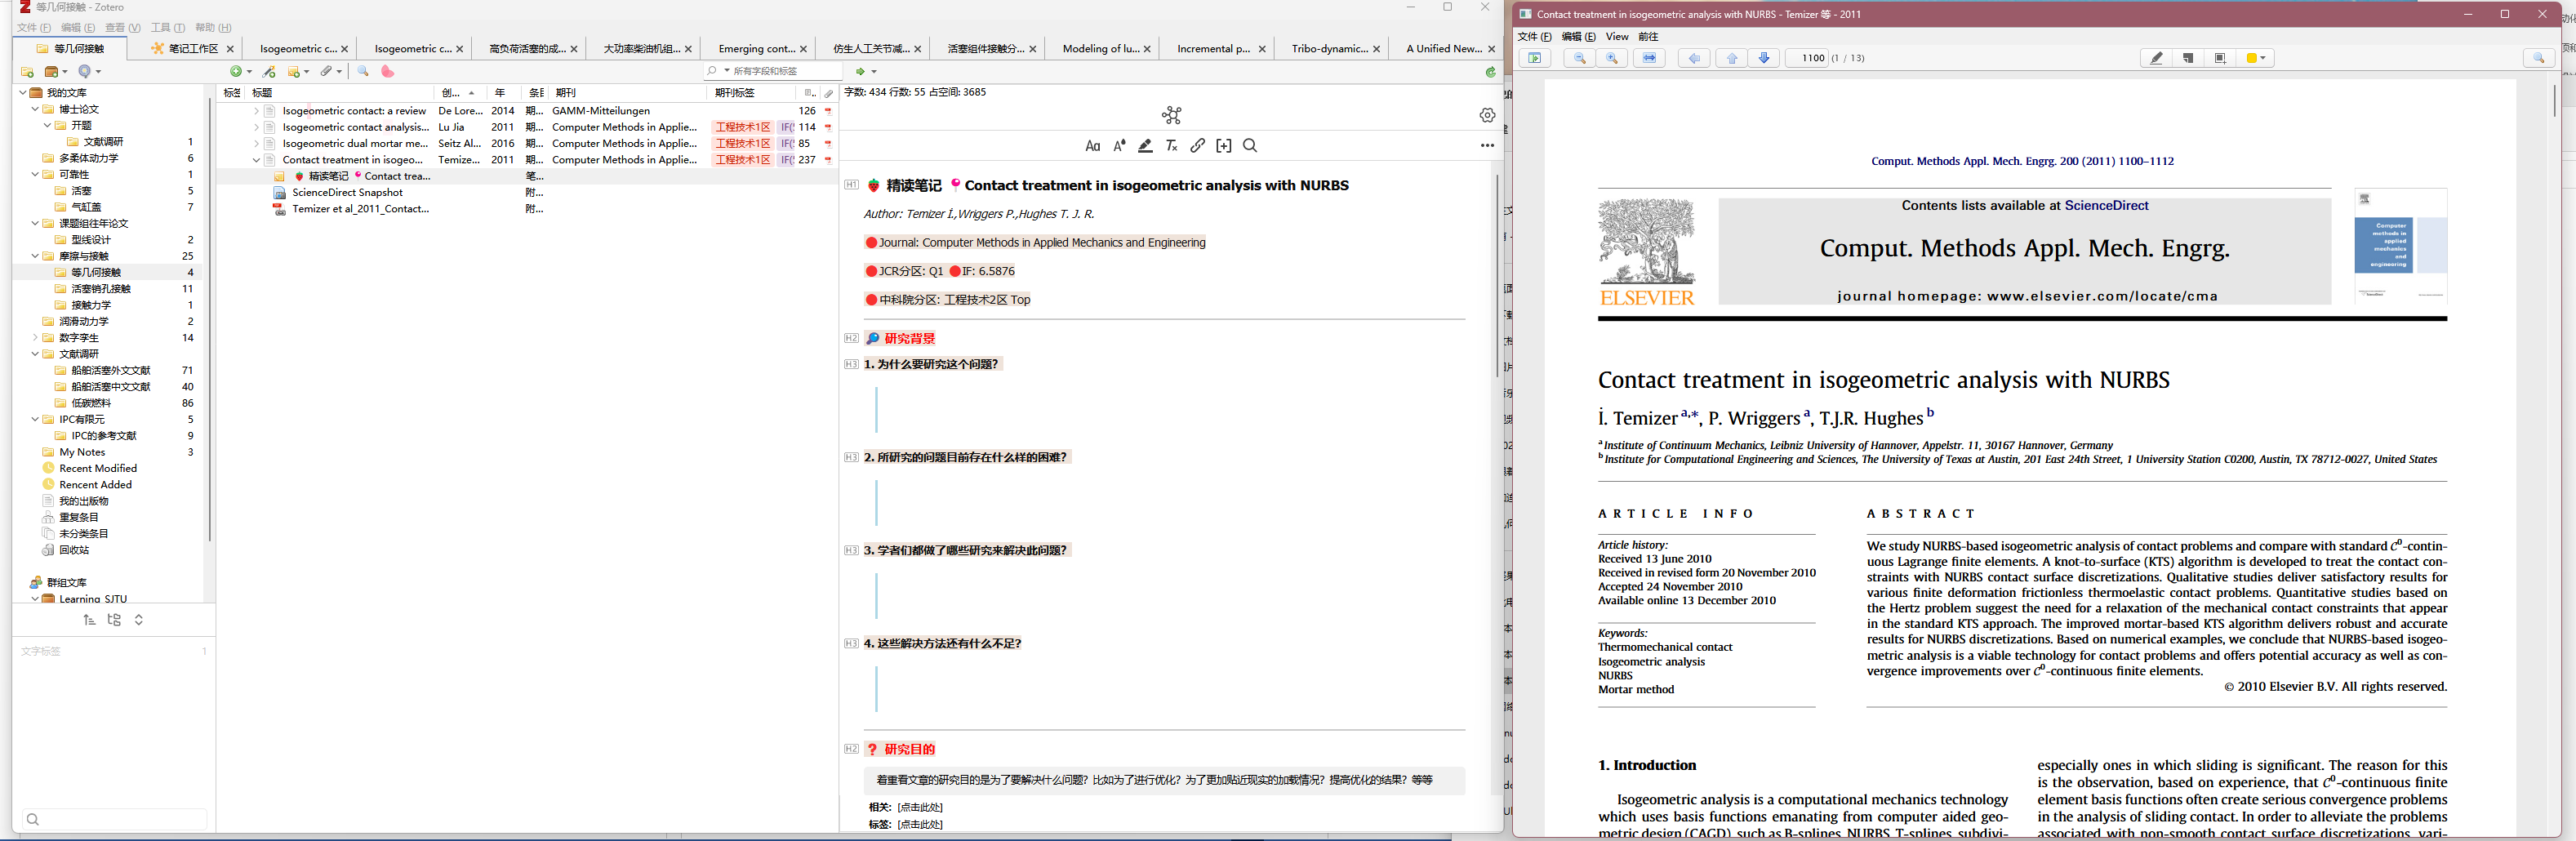 等几何接触 - Zotero
文件 (F) 编辑 (E) 查看 (V) 工具 (T) 帮助 (H)
等几何接触
笔记工作区
Isogeometric c...
Isogeometric c...
高负荷活塞的成...
大功率柴油机组...
Emerging cont...
仿生人工关节减...
活塞组件接触分...
Modeling of lu...
Incremental p...
Tribo-dynamic...
A Unified New...
所有字段和标签
我的文库
博士论文
开题
文献调研 1
多柔体动力学 6
可靠性 1
活塞 5
气缸盖 7
课题组往年论文
型线设计 2
摩擦与接触 25
等几何接触 4
活塞销孔接触 11
接触力学 1
润滑动力学 2
数字孪生 14
文献调研
船舶活塞外文文献 71
船舶活塞中文文献 40
低碳燃料 86
IPC有限元 5
IPC的参考文献 9
My Notes 3
Recent Modified
Rencent Added
我的出版物
重复条目
未分类条目
回收站
群组文库
Learning SJTU
文字标签 1
标签 标题 创... 年 条目 期刊 期刊标签
Isogeometric contact: a review De Lore... 2014 期... GAMM-Mitteilungen 126
Isogeometric contact analysis... Lu Jia 2011 期... Computer Methods in Applie... 工程技术1区 IF( 114
Isogeometric dual mortar me... Seitz Al... 2016 期... Computer Methods in Applie... 工程技术1区 IF( 85
Contact treatment in isogeo... Temize... 2011 期... Computer Methods in Applie... 工程技术1区 IF( 237
精读笔记 Contact trea... 笔...
ScienceDirect Snapshot 附...
Temizer et al_2011_Contact... 附...
字数: 434 行数: 55 占空间: 3685
H1 精读笔记 Contact treatment in isogeometric analysis with NURBS
Author: Temizer İ.,Wriggers P.,Hughes T. J. R.
Journal: Computer Methods in Applied Mechanics and Engineering
JCR分区: Q1 IF: 6.5876
中科院分区: 工程技术2区 Top
H2 研究背景
H3 1. 为什么要研究这个问题?
H3 2. 所研究的问题目前存在什么样的困难?
H3 3. 学者们都做了哪些研究来解决此问题?
H3 4. 这些解决方法还有什么不足?
H2 研究目的
着重看文章的研究目的是为了要解决什么问题? 比如为了进行优化? 为了更加贴近现实的加载情况? 提高优化的结果? 等等
相关: [点击此处]
标签: [点击此处]
Contact treatment in isogeometric analysis with NURBS - Temizer 等 - 2011
文件 (F) 编辑 (E) View 前往
1100 (1 / 13)
Comput. Methods Appl. Mech. Engrg. 200 (2011) 1100–1112
Contents lists available at ScienceDirect
Comput. Methods Appl. Mech. Engrg.
journal homepage: www.elsevier.com/locate/cma
ELSEVIER
Computer methods in applied mechanics and engineering
Contact treatment in isogeometric analysis with NURBS
İ. Temizer a,*, P. Wriggers a, T.J.R. Hughes b
a Institute of Continuum Mechanics, Leibniz University of Hannover, Appelstr. 11, 30167 Hannover, Germany
b Institute for Computational Engineering and Sciences, The University of Texas at Austin, 201 East 24th Street, 1 University Station C0200, Austin, TX 78712-0027, United States
ARTICLE INFO
Article history:
Received 13 June 2010
Received in revised form 20 November 2010
Accepted 24 November 2010
Available online 13 December 2010
Keywords:
Thermomechanical contact
Isogeometric analysis
NURBS
Mortar method
ABSTRACT
We study NURBS-based isogeometric analysis of contact problems and compare with standard C0-contin-
uous Lagrange finite elements. A knot-to-surface (KTS) algorithm is developed to treat the contact con-
straints with NURBS contact surface discretizations. Qualitative studies deliver satisfactory results for
various finite deformation frictionless thermoelastic contact problems. Quantitative studies based on
the Hertz problem suggest the need for a relaxation of the mechanical contact constraints that appear
in the standard KTS approach. The improved mortar-based KTS algorithm delivers robust and accurate
results for NURBS discretizations. Based on numerical examples, we conclude that NURBS-based isogeo-
metric analysis is a viable technology for contact problems and offers potential accuracy as well as con-
vergence improvements over C0-continuous finite elements.
© 2010 Elsevier B.V. All rights reserved.
1. Introduction
Isogeometric analysis is a computational mechanics technology
which uses basis functions emanating from computer aided geo-
metric design (CAGD), such as B-splines, NURBS, T-splines, subdivi-
especially ones in which sliding is significant. The reason for this
is the observation, based on experience, that C0-continuous finite
element basis functions often create serious convergence problems
in the analysis of sliding contact. In order to alleviate the problems
associated with non-smooth contact surface discretizations, vari-